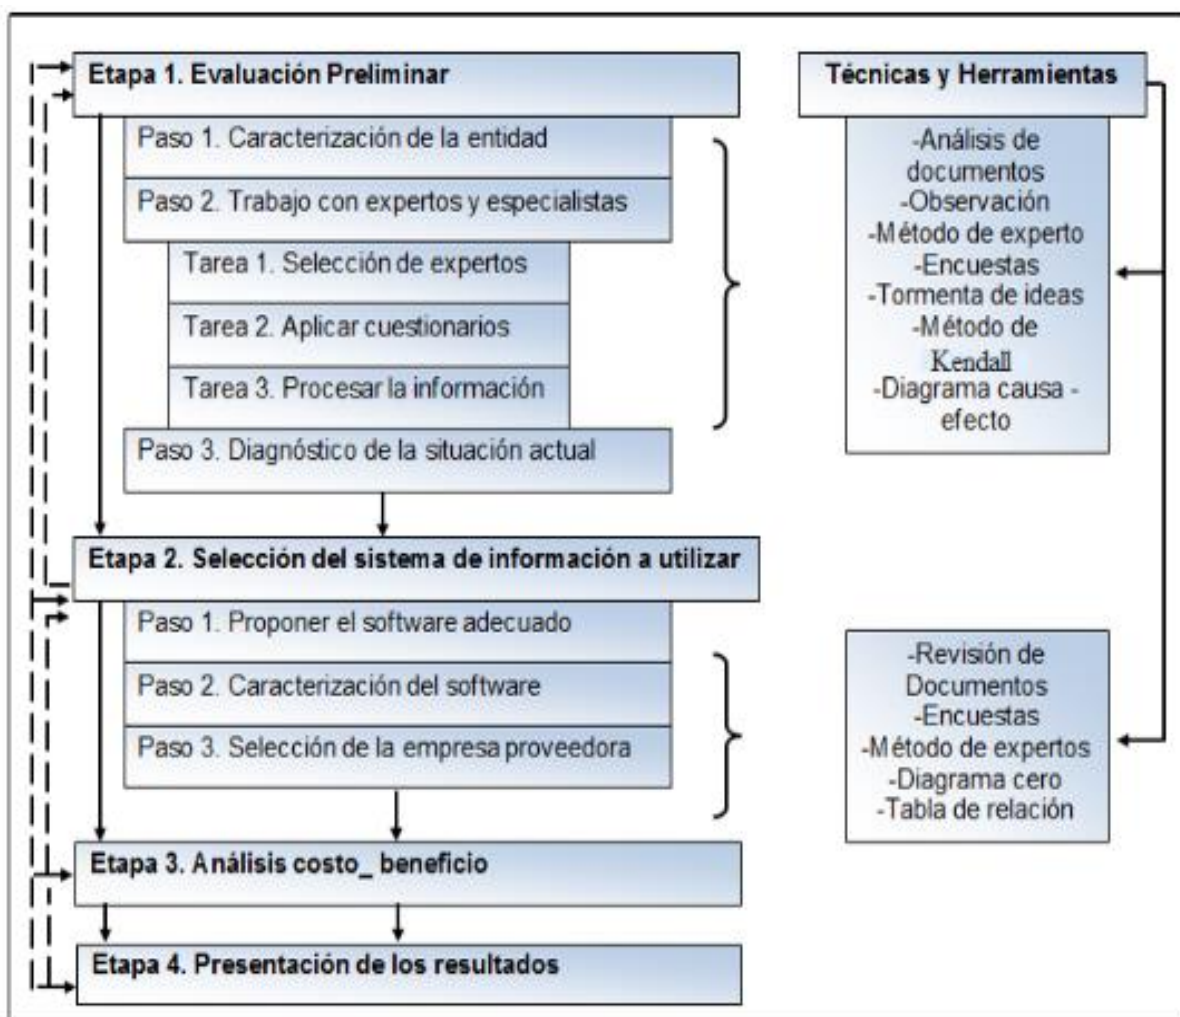 Etapa 1. Evaluación Preliminar
Paso 1. Caracterización de la entidad
Paso 2. Trabajo con expertos y especialistas
Tarea 1. Selección de expertos
Tarea 2. Aplicar cuestionarios
Tarea 3. Procesar la información
Paso 3. Diagnóstico de la situación actual
Etapa 2. Selección del sistema de información a utilizar
Paso 1. Proponer el software adecuado
Paso 2. Caracterización del software
Paso 3. Selección de la empresa proveedora
Etapa 3. Análisis costo_ beneficio
Etapa 4. Presentación de los resultados
Técnicas y Herramientas
-Análisis de
documentos
-Observación
-Método de experto
-Encuestas
-Tormenta de ideas
-Método de
Kendall
-Diagrama causa -
efecto
-Revisión de
Documentos
-Encuestas
-Método de expertos
-Diagrama cero
-Tabla de relación